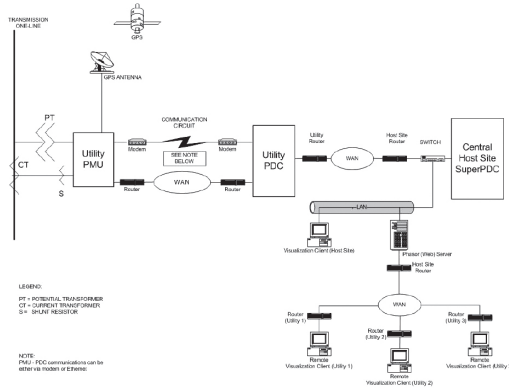 TRANSMISSION
ONE-LINE
GPS
GPS ANTENNA
PT
CT
S
Utility
PMU
COMMUNICATION
CIRCUIT
Modem
SEE NOTE
BELOW
Modem
Router
WAN
Router
Utility
PDC
Utility
Router
WAN
Host Site
Router
SWITCH
Central
Host Site
SuperPDC
LAN
Visualization Client (Host Site)
Phasor (Web) Server
Host Site
Router
WAN
Router
(Utility 1)
Router
(Utility 2)
Router
(Utility 3)
Remote
Visualization Client (Utility 1)
Remote
Visualization Client (Utility 2)
Remote
Visualization Client (Utility
LEGEND:
PT = POTENTIAL TRANSFORMER
CT = CURRENT TRANSFORMER
S = SHUNT RESISTOR
NOTE:
PMU - PDC communications can be
either via modem or Ethernet